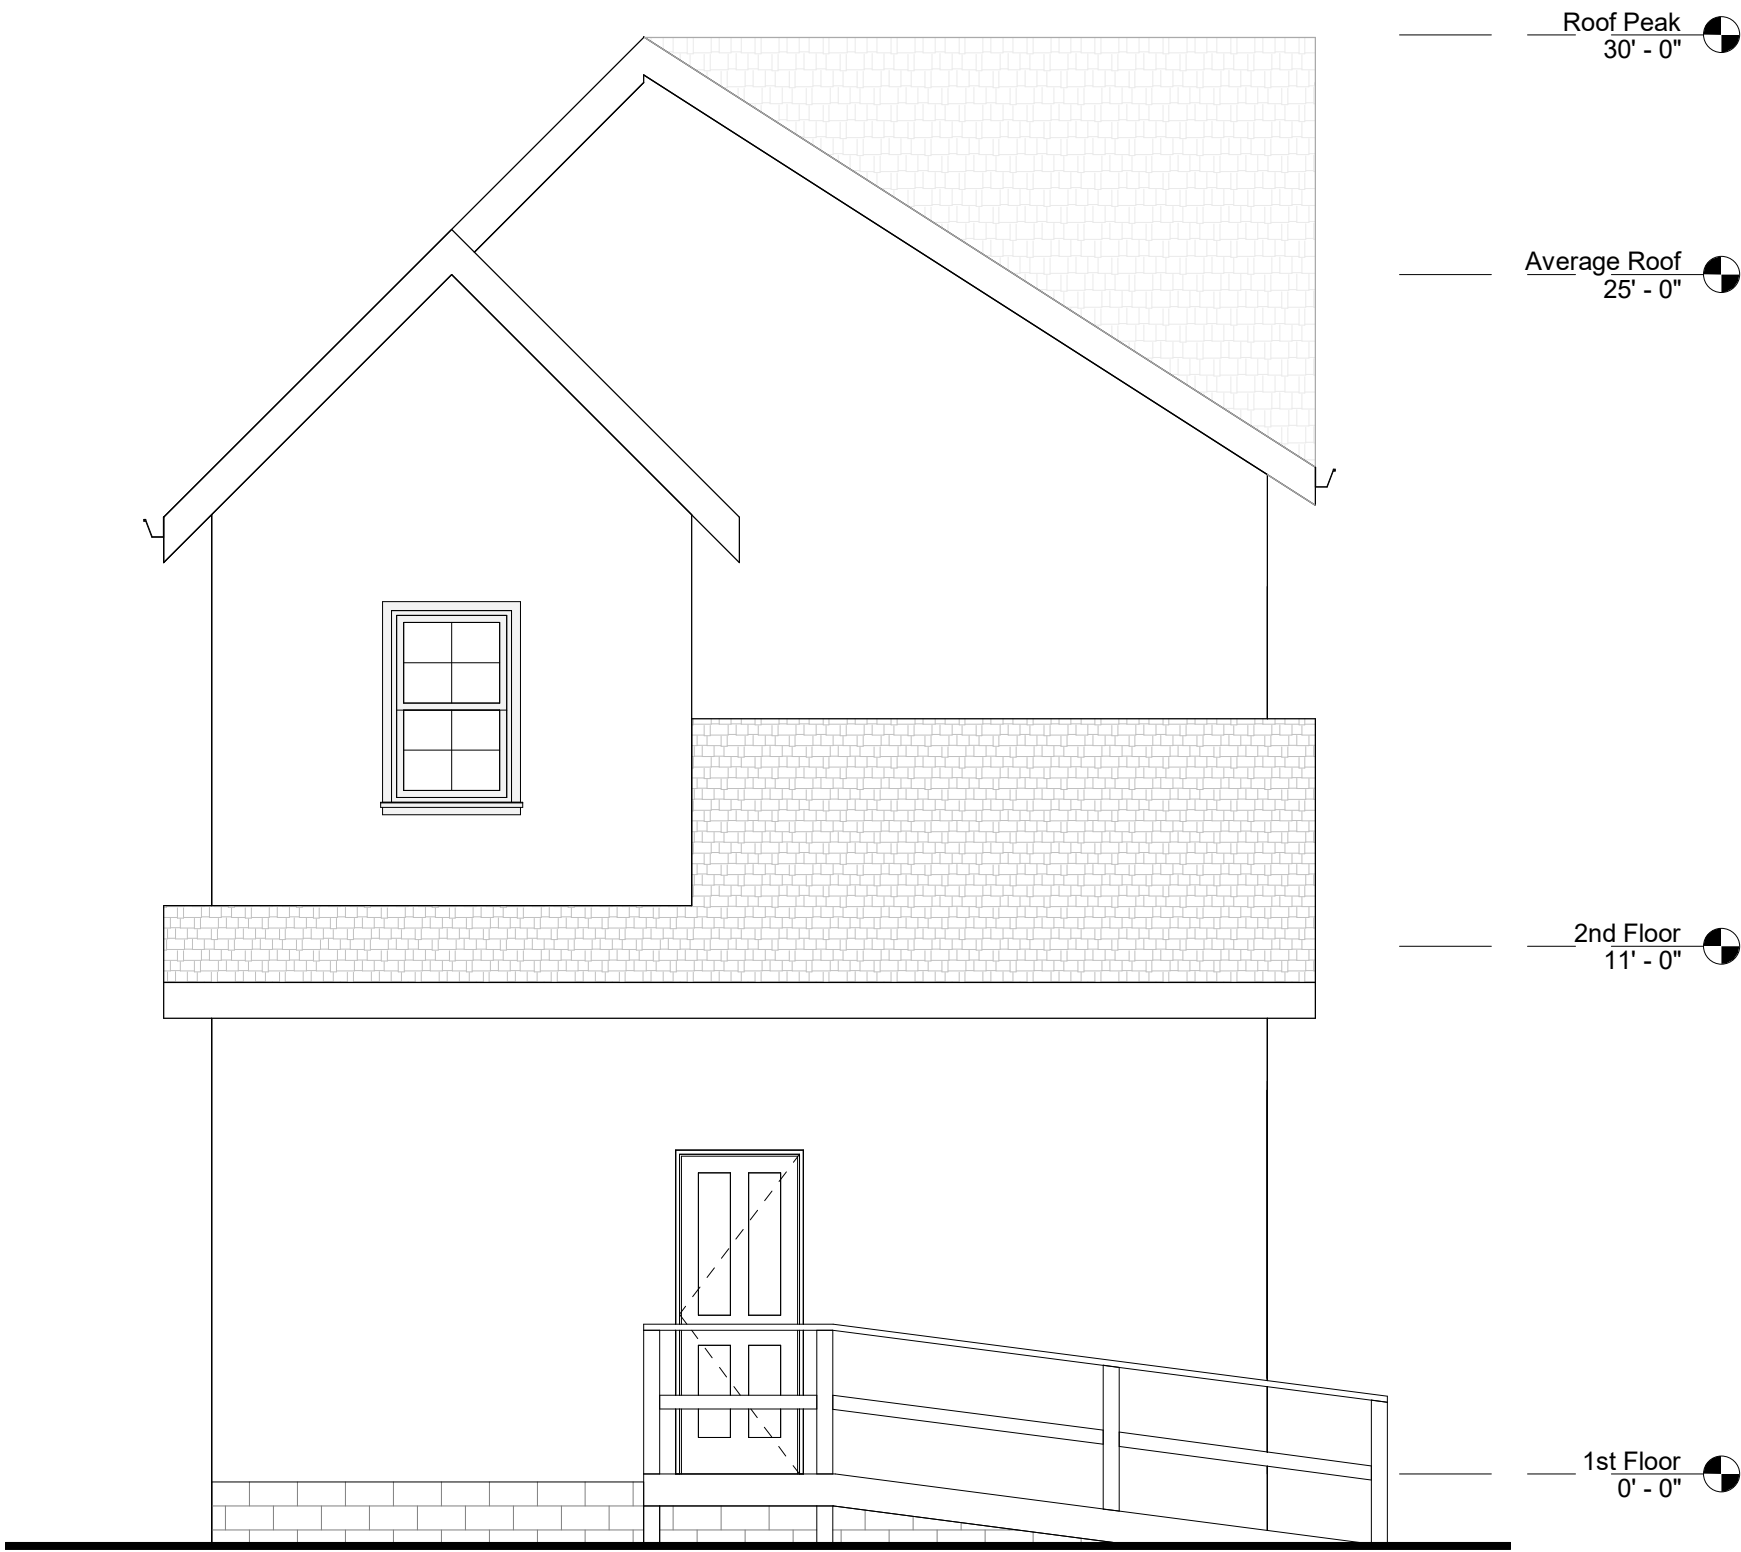 Roof Peak
30' - 0"
Average Roof
25' - 0"
2nd Floor
11' - 0"
1st Floor
0' - 0"